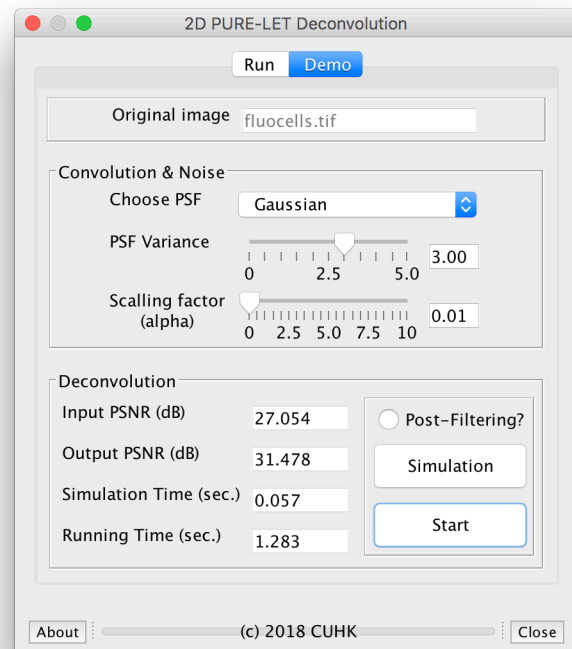 2D PURE-LET Deconvolution
Run Demo
Original image fluocells.tif
Convolution & Noise
Choose PSF Gaussian
PSF Variance 3.00
0 2.5 5.0
Scalling factor
(alpha) 0.01
0 2.5 5.0 7.5 10
Deconvolution
Input PSNR (dB) 27.054
Output PSNR (dB) 31.478
Simulation Time (sec.) 0.057
Running Time (sec.) 1.283
Post-Filtering?
Simulation
Start
About (c) 2018 CUHK Close